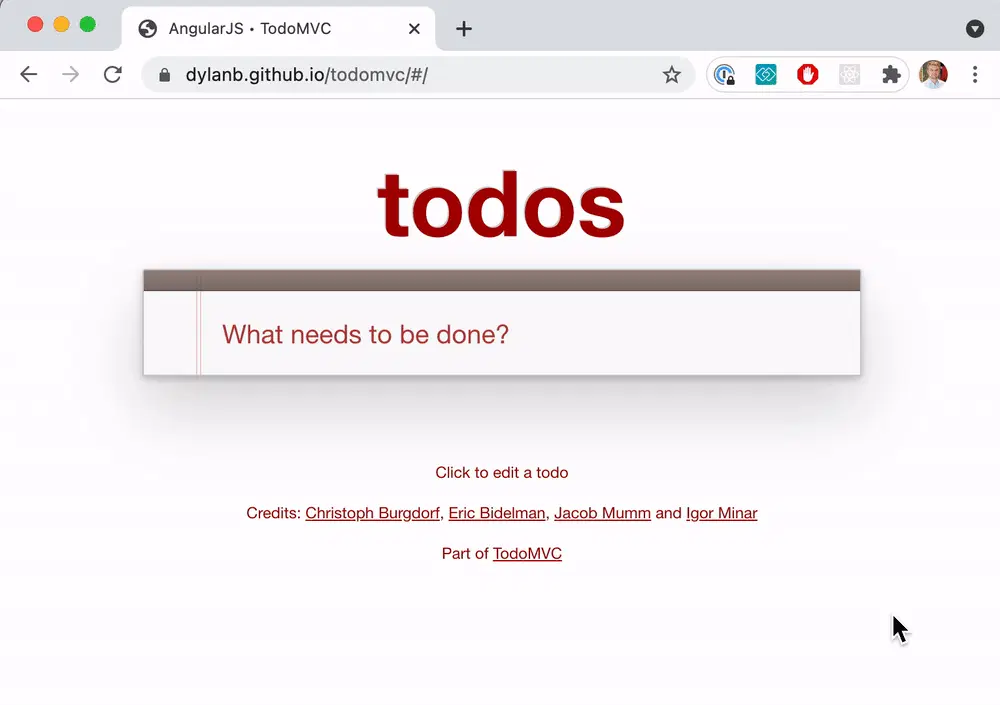 AngularJS • TodoMVC
dylanb.github.io/todomvc/#/
todos
What needs to be done?
Click to edit a todo
Credits: Christoph Burgdorf, Eric Bidelman, Jacob Mumm and Igor Minar
Part of TodoMVC